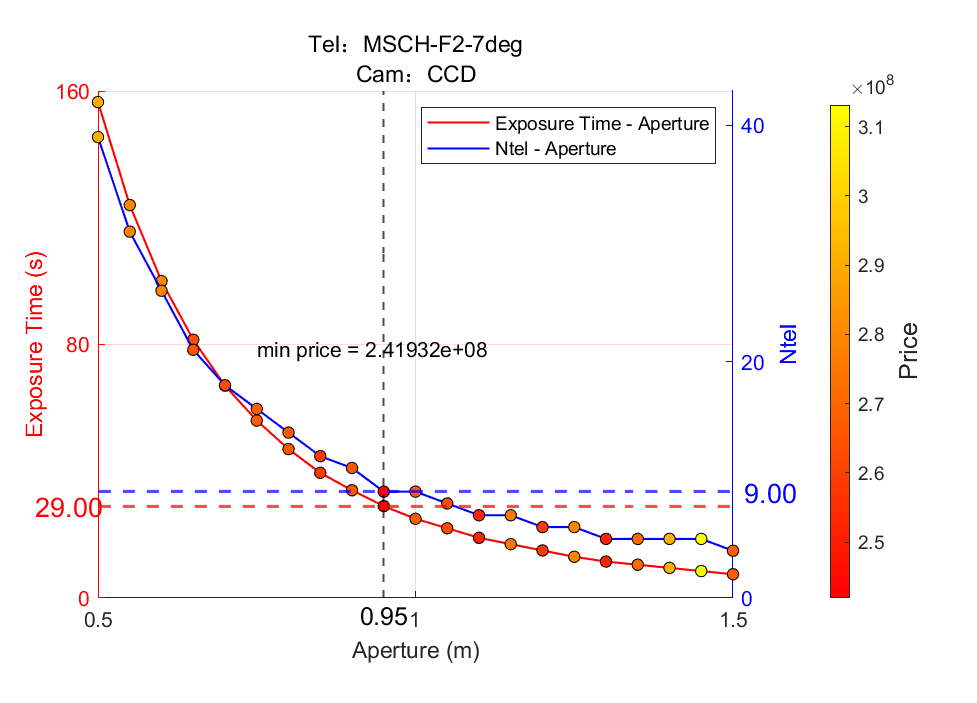 Tel：MSCH-F2-7deg
Cam：CCD
160
80
0
29.00
Exposure Time (s)
Exposure Time - Aperture
Ntel - Aperture
min price = 2.41932e+08
40
20
9.00
0
Ntel
0.5
0.95
1
1.5
Aperture (m)
×10⁸
3.1
3
2.9
2.8
2.7
2.6
2.5
Price